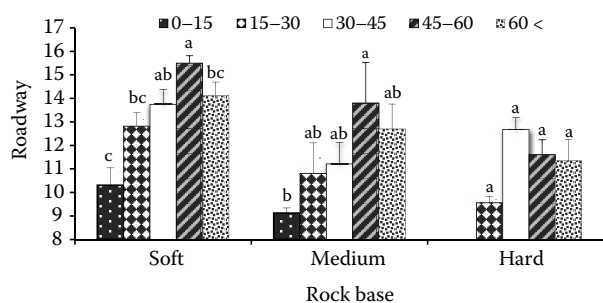 0–15 15–30 30–45 45–60 60 <
17
16
15
14
13
12
11
10
9
8
Roadway
c bc ab a bc
b ab ab a ab
a a a a
Soft Medium Hard
Rock base